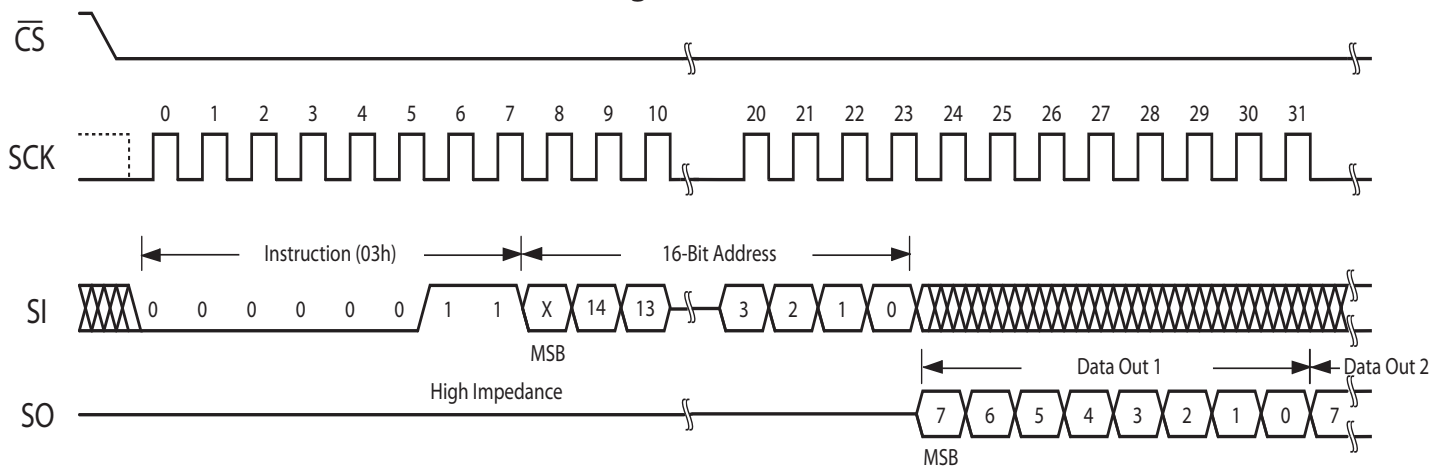 g
CS
SCK
0 1 2 3 4 5 6 7 8 9 10 20 21 22 23 24 25 26 27 28 29 30 31
Instruction (03h) 16-Bit Address
SI
0 0 0 0 0 0 1 1 X 14 13 3 2 1 0
MSB
Data Out 1 Data Out 2
High Impedance
SO
7 6 5 4 3 2 1 0 7
MSB